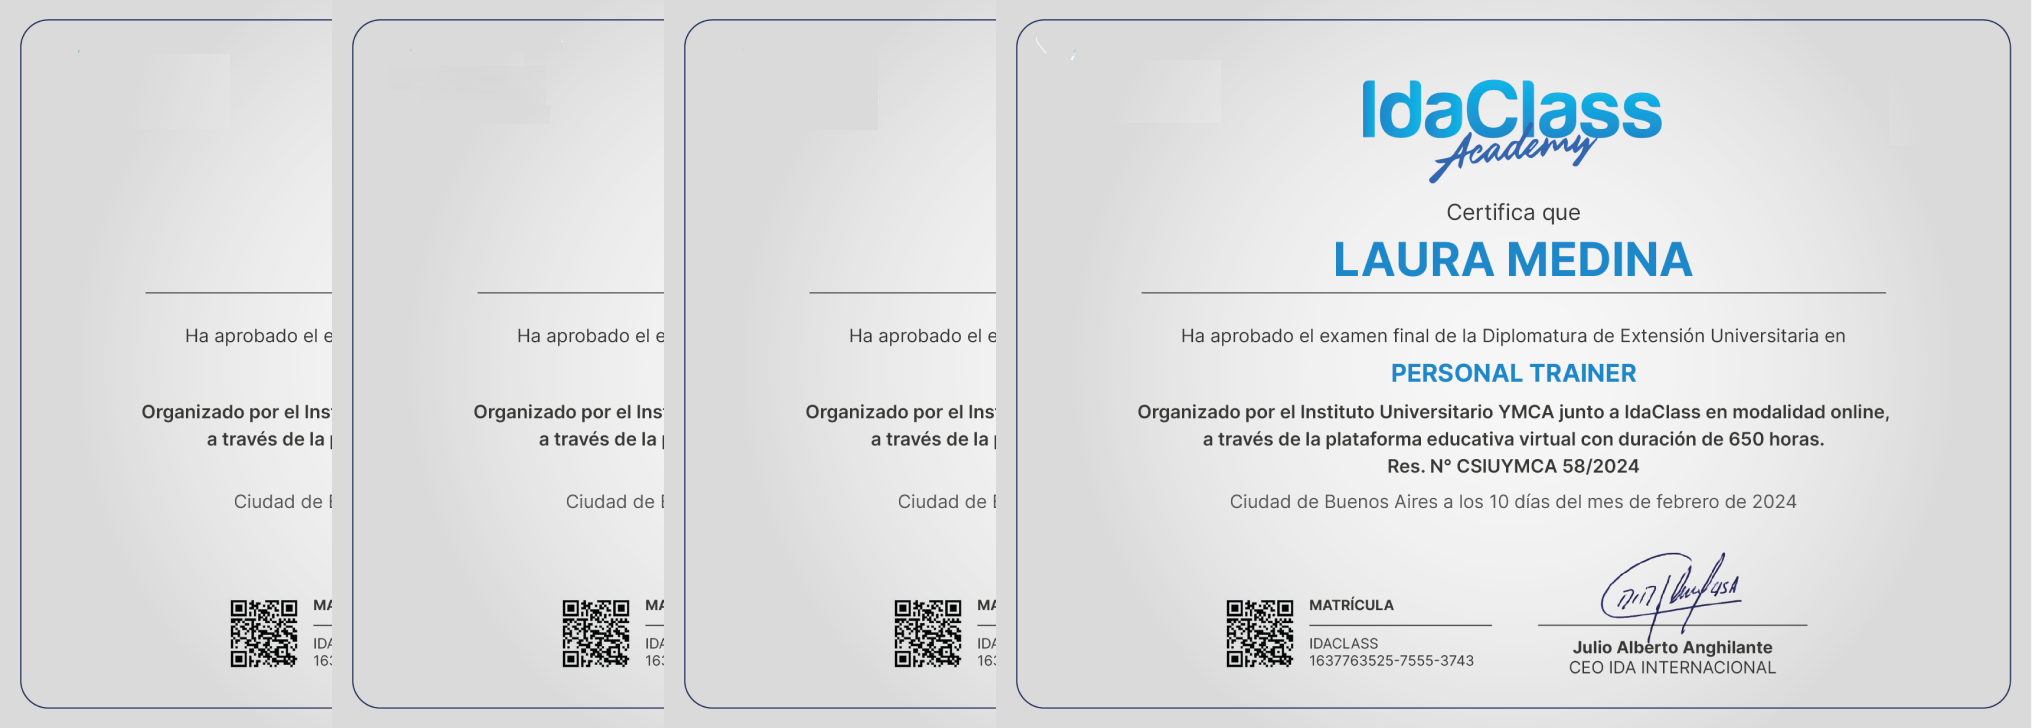 Ha aprobado el e
Organizado por el Inst
a través de la p
Ciudad de B
MA
IDA
163
Ha aprobado el e
Organizado por el Inst
a través de la p
Ciudad de B
MA
IDA
163
Ha aprobado el e
Organizado por el Inst
a través de la p
Ciudad de B
MA
IDA
163
IdaClass
Academy
Certifica que
LAURA MEDINA
Ha aprobado el examen final de la Diplomatura de Extensión Universitaria en
PERSONAL TRAINER
Organizado por el Instituto Universitario YMCA junto a IdaClass en modalidad online,
a través de la plataforma educativa virtual con duración de 650 horas.
Res. N° CSIUYMCA 58/2024
Ciudad de Buenos Aires a los 10 días del mes de febrero de 2024
MATRÍCULA
IDACLASS
1637763525-7555-3743
Julio Alberto Anghilante
CEO IDA INTERNACIONAL